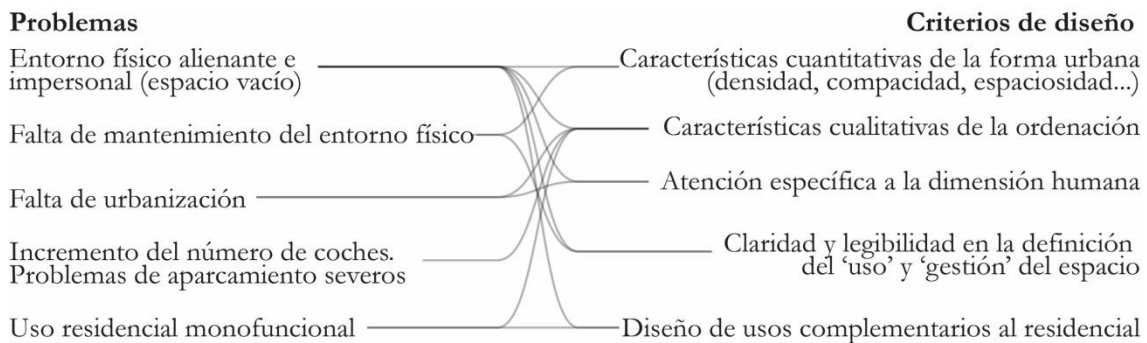 Problemas
Entorno físico alienante e
impersonal (espacio vacío)
Falta de mantenimiento del entorno físico
Falta de urbanización
Incremento del número de coches.
Problemas de aparcamiento severos
Uso residencial monofuncional
Criterios de diseño
Características cuantitativas de la forma urbana
(densidad, compacidad, espaciosidad...)
Características cualitativas de la ordenación
Atención específica a la dimensión humana
Claridad y legibilidad en la definición
del ‘uso’ y ‘gestión’ del espacio
Diseño de usos complementarios al residencial